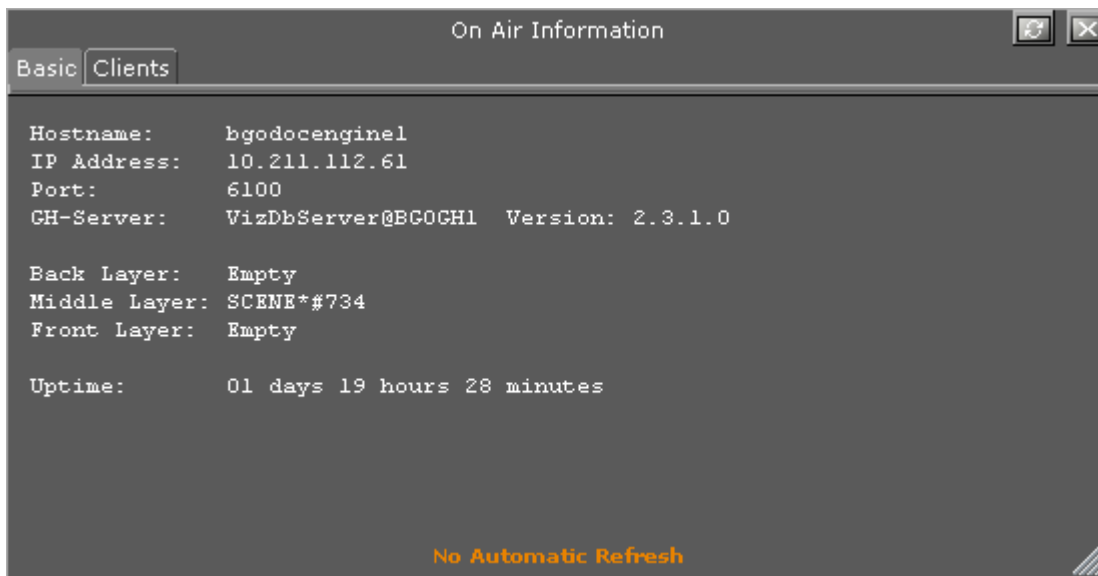 On Air Information
Basic Clients
Hostname: bgodocengine1
IP Address: 10.211.112.61
Port: 6100
GH-Server: VizDbServer@BGOGH1 Version: 2.3.1.0
Back Layer: Empty
Middle Layer: SCENE*#734
Front Layer: Empty
Uptime: 01 days 19 hours 28 minutes
No Automatic Refresh